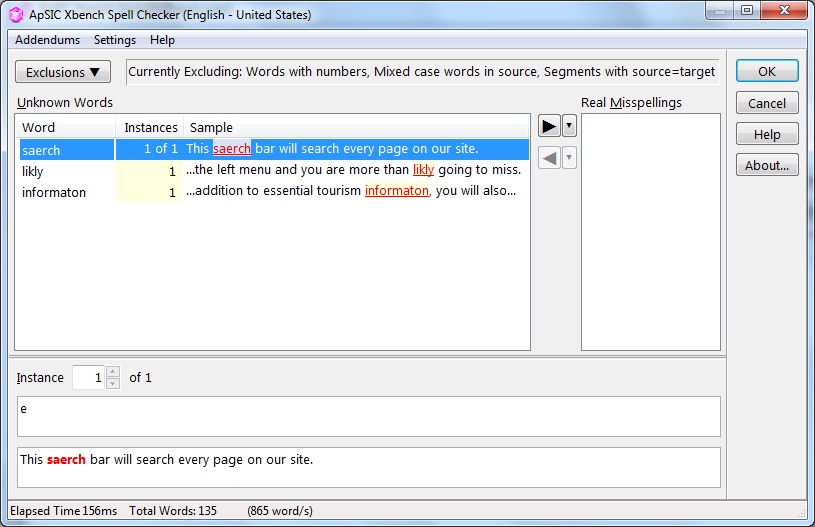 ApSIC Xbench Spell Checker (English - United States)
Addendums Settings Help
Exclusions ▼ Currently Excluding: Words with numbers, Mixed case words in source, Segments with source=target
OK
Cancel
Help
About...
Unknown Words
Real Misspellings
Word Instances Sample
saerch 1 of 1 This saerch bar will search every page on our site.
likly 1 ...the left menu and you are more than likly going to miss.
informaton 1 ...addition to essential tourism informaton, you will also...
Instance 1 of 1
e
This saerch bar will search every page on our site.
Elapsed Time 156ms Total Words: 135 (865 word/s)